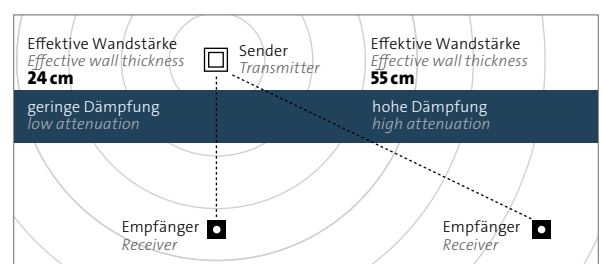 Effektive Wandstärke
Effective wall thickness
24 cm
Sender
Transmitter
Effektive Wandstärke
Effective wall thickness
55 cm
geringe Dämpfung
low attenuation
hohe Dämpfung
high attenuation
Empfänger
Receiver
Empfänger
Receiver